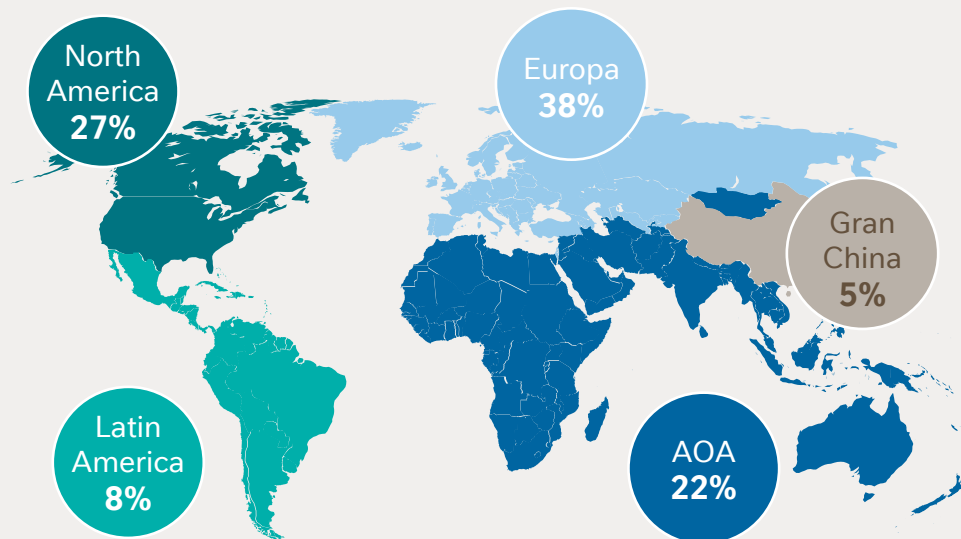 North
America
27%
Europa
38%
Gran
China
5%
Latin
America
8%
AOA
22%